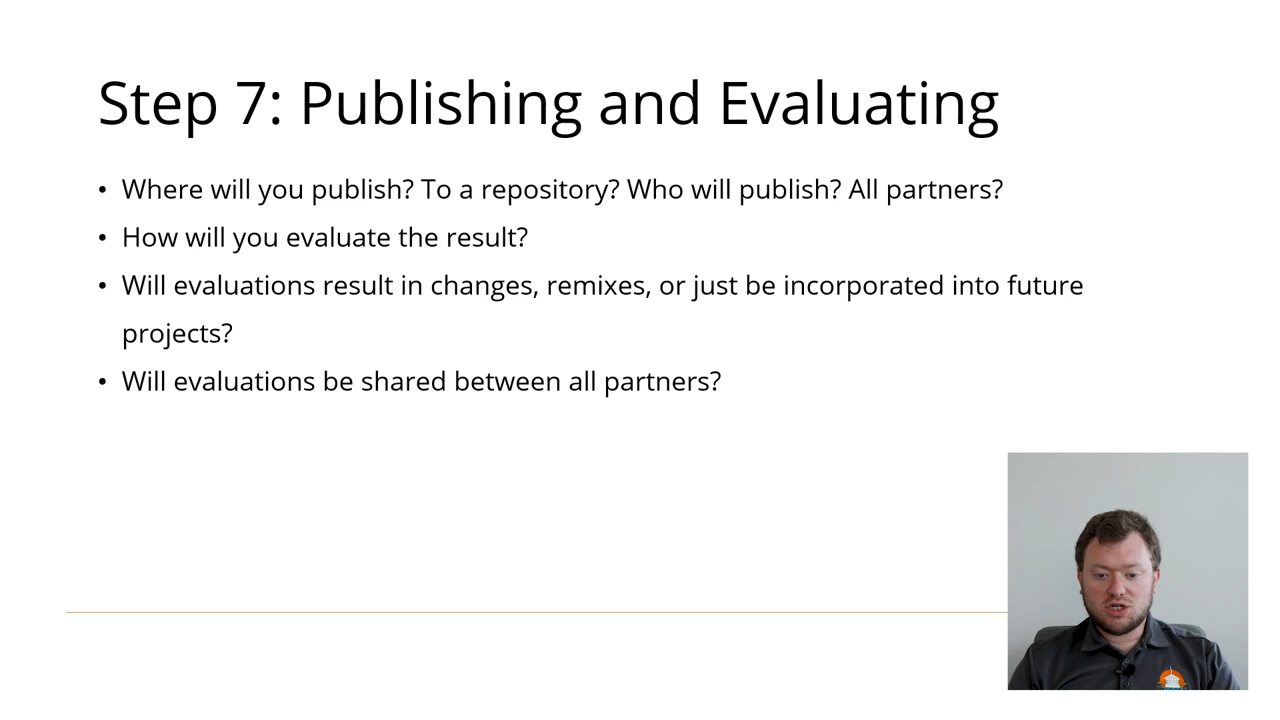 Step 7: Publishing and Evaluating
• Where will you publish? To a repository? Who will publish? All partners?
• How will you evaluate the result?
• Will evaluations result in changes, remixes, or just be incorporated into future
projects?
• Will evaluations be shared between all partners?